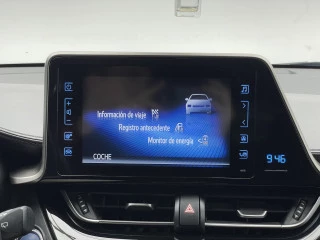 Información de viaje
Registro antecedente
Monitor de energía
COCHE
9:46